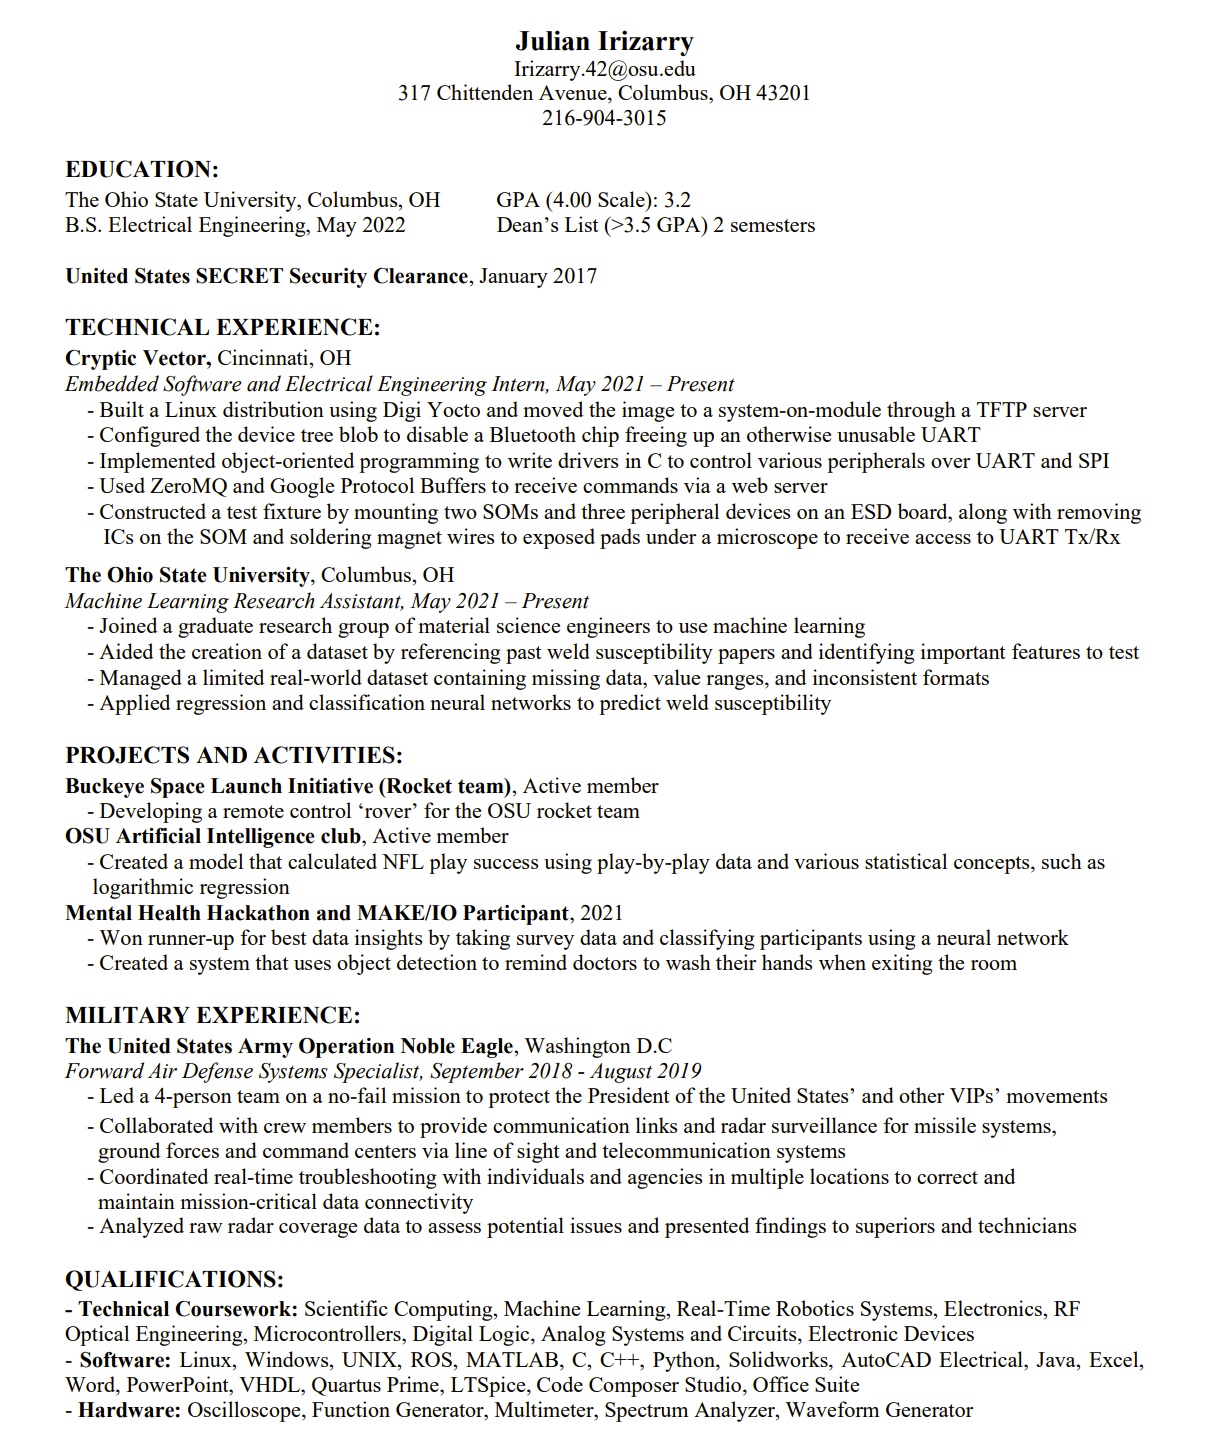 Julian Irizarry
Irizarry.42@osu.edu
317 Chittenden Avenue, Columbus, OH 43201
216-904-3015
EDUCATION:
The Ohio State University, Columbus, OH GPA (4.00 Scale): 3.2
B.S. Electrical Engineering, May 2022 Dean’s List (>3.5 GPA) 2 semesters
United States SECRET Security Clearance, January 2017
TECHNICAL EXPERIENCE:
Cryptic Vector, Cincinnati, OH
Embedded Software and Electrical Engineering Intern, May 2021 – Present
- Built a Linux distribution using Digi Yocto and moved the image to a system-on-module through a TFTP server
- Configured the device tree blob to disable a Bluetooth chip freeing up an otherwise unusable UART
- Implemented object-oriented programming to write drivers in C to control various peripherals over UART and SPI
- Used ZeroMQ and Google Protocol Buffers to receive commands via a web server
- Constructed a test fixture by mounting two SOMs and three peripheral devices on an ESD board, along with removing
ICs on the SOM and soldering magnet wires to exposed pads under a microscope to receive access to UART Tx/Rx
The Ohio State University, Columbus, OH
Machine Learning Research Assistant, May 2021 – Present
- Joined a graduate research group of material science engineers to use machine learning
- Aided the creation of a dataset by referencing past weld susceptibility papers and identifying important features to test
- Managed a limited real-world dataset containing missing data, value ranges, and inconsistent formats
- Applied regression and classification neural networks to predict weld susceptibility
PROJECTS AND ACTIVITIES:
Buckeye Space Launch Initiative (Rocket team), Active member
- Developing a remote control ‘rover’ for the OSU rocket team
OSU Artificial Intelligence club, Active member
- Created a model that calculated NFL play success using play-by-play data and various statistical concepts, such as
logarithmic regression
Mental Health Hackathon and MAKE/IO Participant, 2021
- Won runner-up for best data insights by taking survey data and classifying participants using a neural network
- Created a system that uses object detection to remind doctors to wash their hands when exiting the room
MILITARY EXPERIENCE:
The United States Army Operation Noble Eagle, Washington D.C
Forward Air Defense Systems Specialist, September 2018 - August 2019
- Led a 4-person team on a no-fail mission to protect the President of the United States’ and other VIPs’ movements
- Collaborated with crew members to provide communication links and radar surveillance for missile systems,
ground forces and command centers via line of sight and telecommunication systems
- Coordinated real-time troubleshooting with individuals and agencies in multiple locations to correct and
maintain mission-critical data connectivity
- Analyzed raw radar coverage data to assess potential issues and presented findings to superiors and technicians
QUALIFICATIONS:
- Technical Coursework: Scientific Computing, Machine Learning, Real-Time Robotics Systems, Electronics, RF
Optical Engineering, Microcontrollers, Digital Logic, Analog Systems and Circuits, Electronic Devices
- Software: Linux, Windows, UNIX, ROS, MATLAB, C, C++, Python, Solidworks, AutoCAD Electrical, Java, Excel,
Word, PowerPoint, VHDL, Quartus Prime, LTSpice, Code Composer Studio, Office Suite
- Hardware: Oscilloscope, Function Generator, Multimeter, Spectrum Analyzer, Waveform Generator